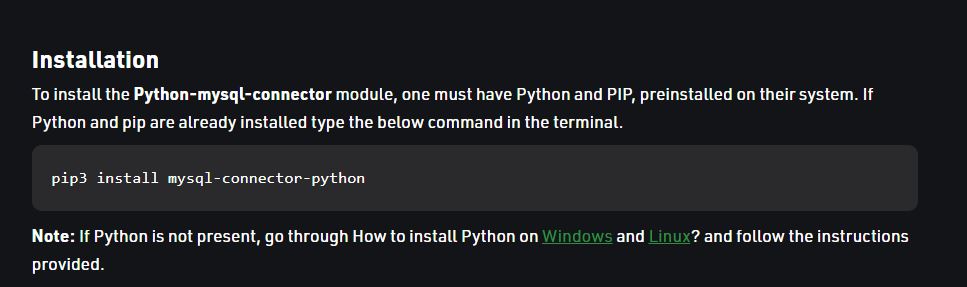 Installation
To install the Python-mysql-connector module, one must have Python and PIP, preinstalled on their system. If
Python and pip are already installed type the below command in the terminal.
pip3 install mysql-connector-python
Note: If Python is not present, go through How to install Python on Windows and Linux? and follow the instructions
provided.